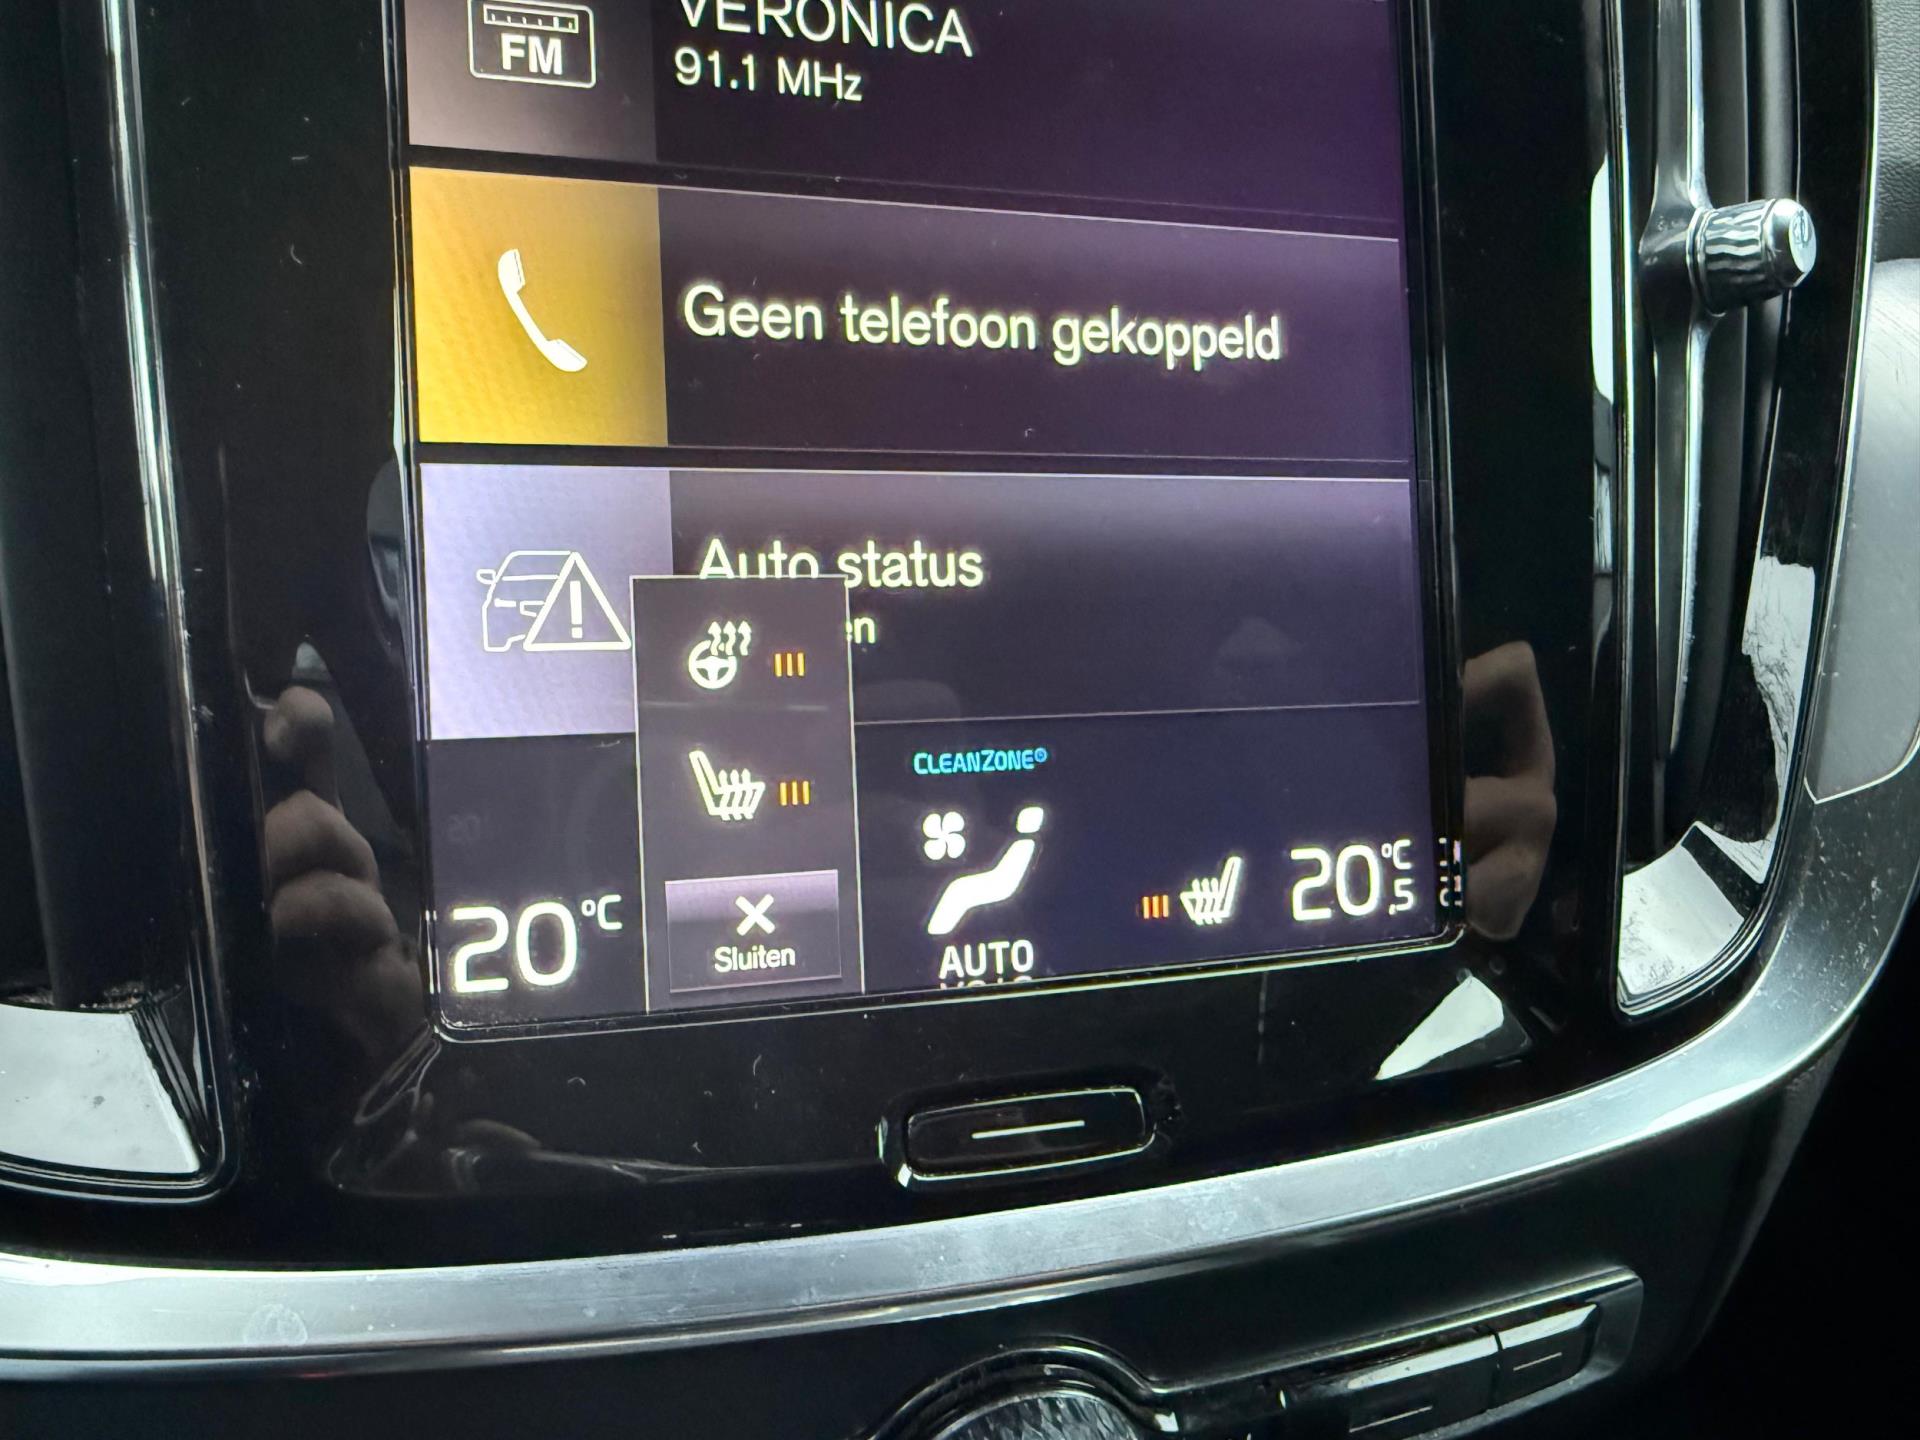 FM
VERONICA
91.1 MHz
Geen telefoon gekoppeld
Auto status
CLEANZONE®
20°C
Sluiten
AUTO
20,5°C